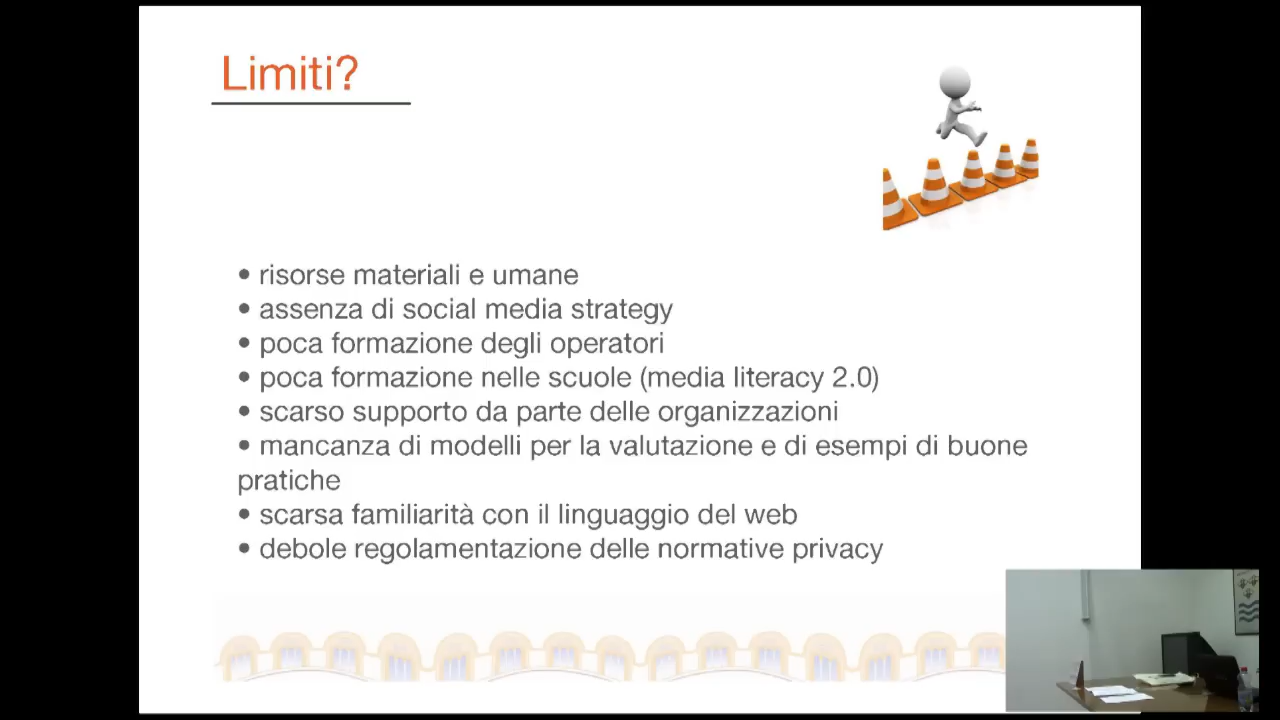 Limiti?
• risorse materiali e umane
• assenza di social media strategy
• poca formazione degli operatori
• poca formazione nelle scuole (media literacy 2.0)
• scarso supporto da parte delle organizzazioni
• mancanza di modelli per la valutazione e di esempi di buone
pratiche
• scarsa familiarità con il linguaggio del web
• debole regolamentazione delle normative privacy